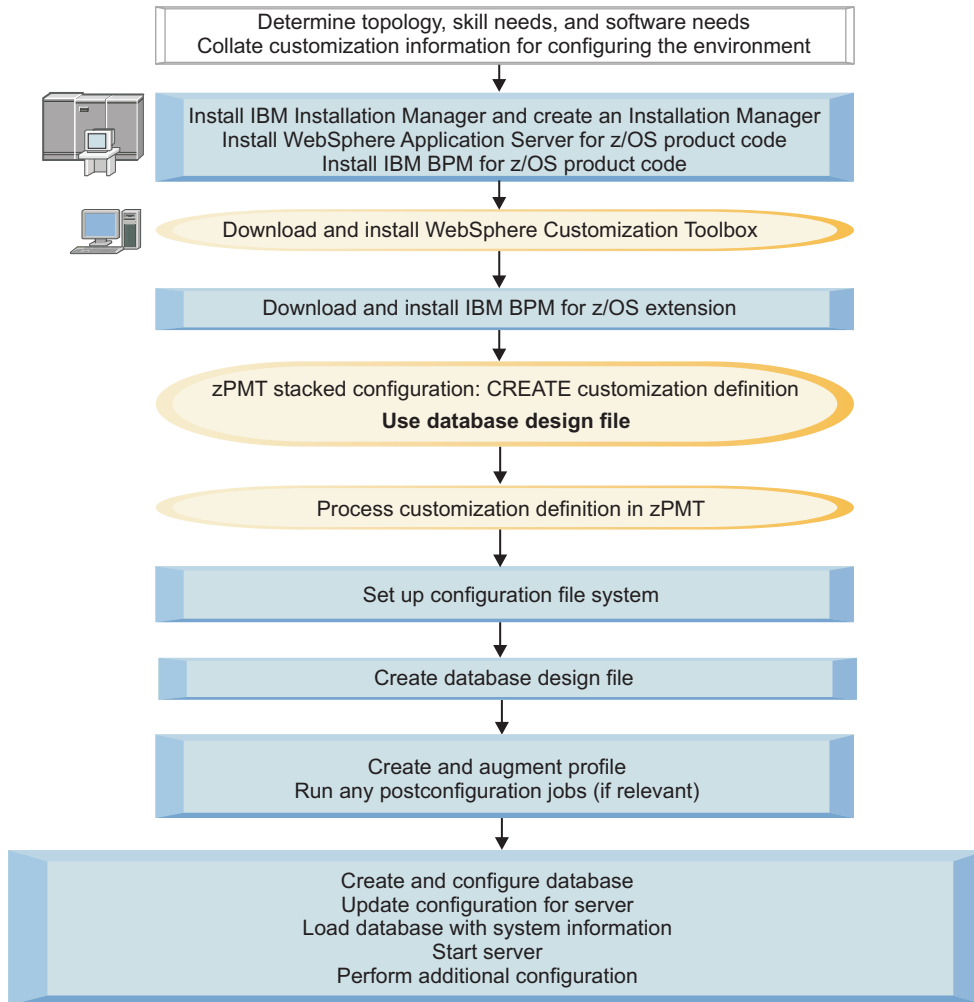 Determine topology, skill needs, and software needs
Collate customization information for configuring the environment
Install IBM Installation Manager and create an Installation Manager
Install WebSphere Application Server for z/OS product code
Install IBM BPM for z/OS product code
Download and install WebSphere Customization Toolbox
Download and install IBM BPM for z/OS extension
zPMT stacked configuration: CREATE customization definition
Use database design file
Process customization definition in zPMT
Set up configuration file system
Create database design file
Create and augment profile
Run any postconfiguration jobs (if relevant)
Create and configure database
Update configuration for server
Load database with system information
Start server
Perform additional configuration